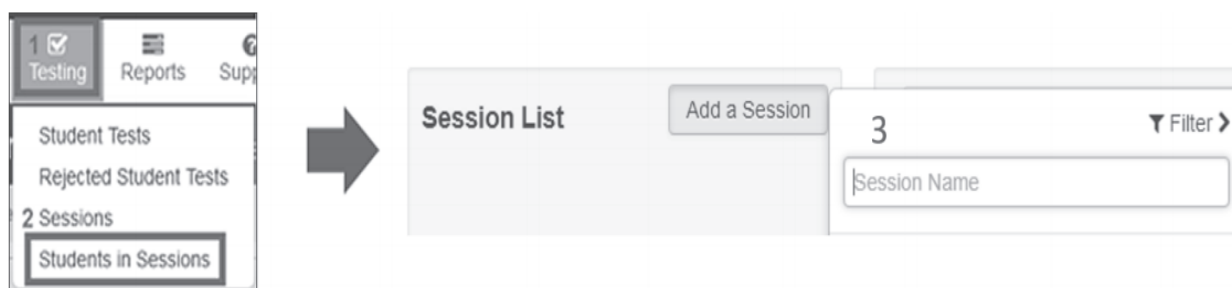 1
Testing
Reports
Student Tests
Rejected Student Tests
2 Sessions
Students in Sessions
Session List
Add a Session
3
Filter
Session Name